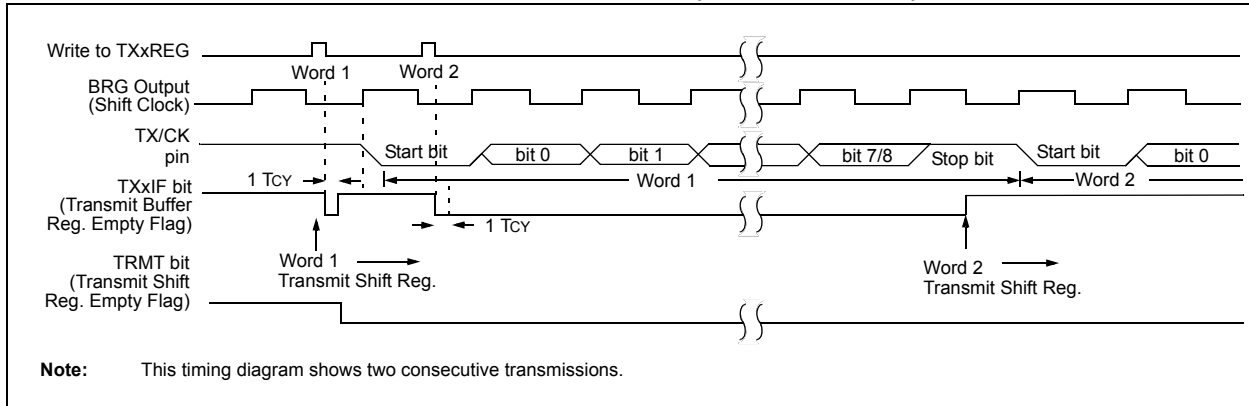 Write to TXxREG
Word 1
Word 2
BRG Output
(Shift Clock)
TX/CK
pin
Start bit
bit 0
bit 1
bit 7/8
Stop bit
Start bit
bit 0
1 TCY
Word 1
Word 2
TXxIF bit
(Transmit Buffer
Reg. Empty Flag)
1 TCY
Word 1
Transmit Shift Reg.
Word 2
Transmit Shift Reg.
TRMT bit
(Transmit Shift
Reg. Empty Flag)
Note: This timing diagram shows two consecutive transmissions.